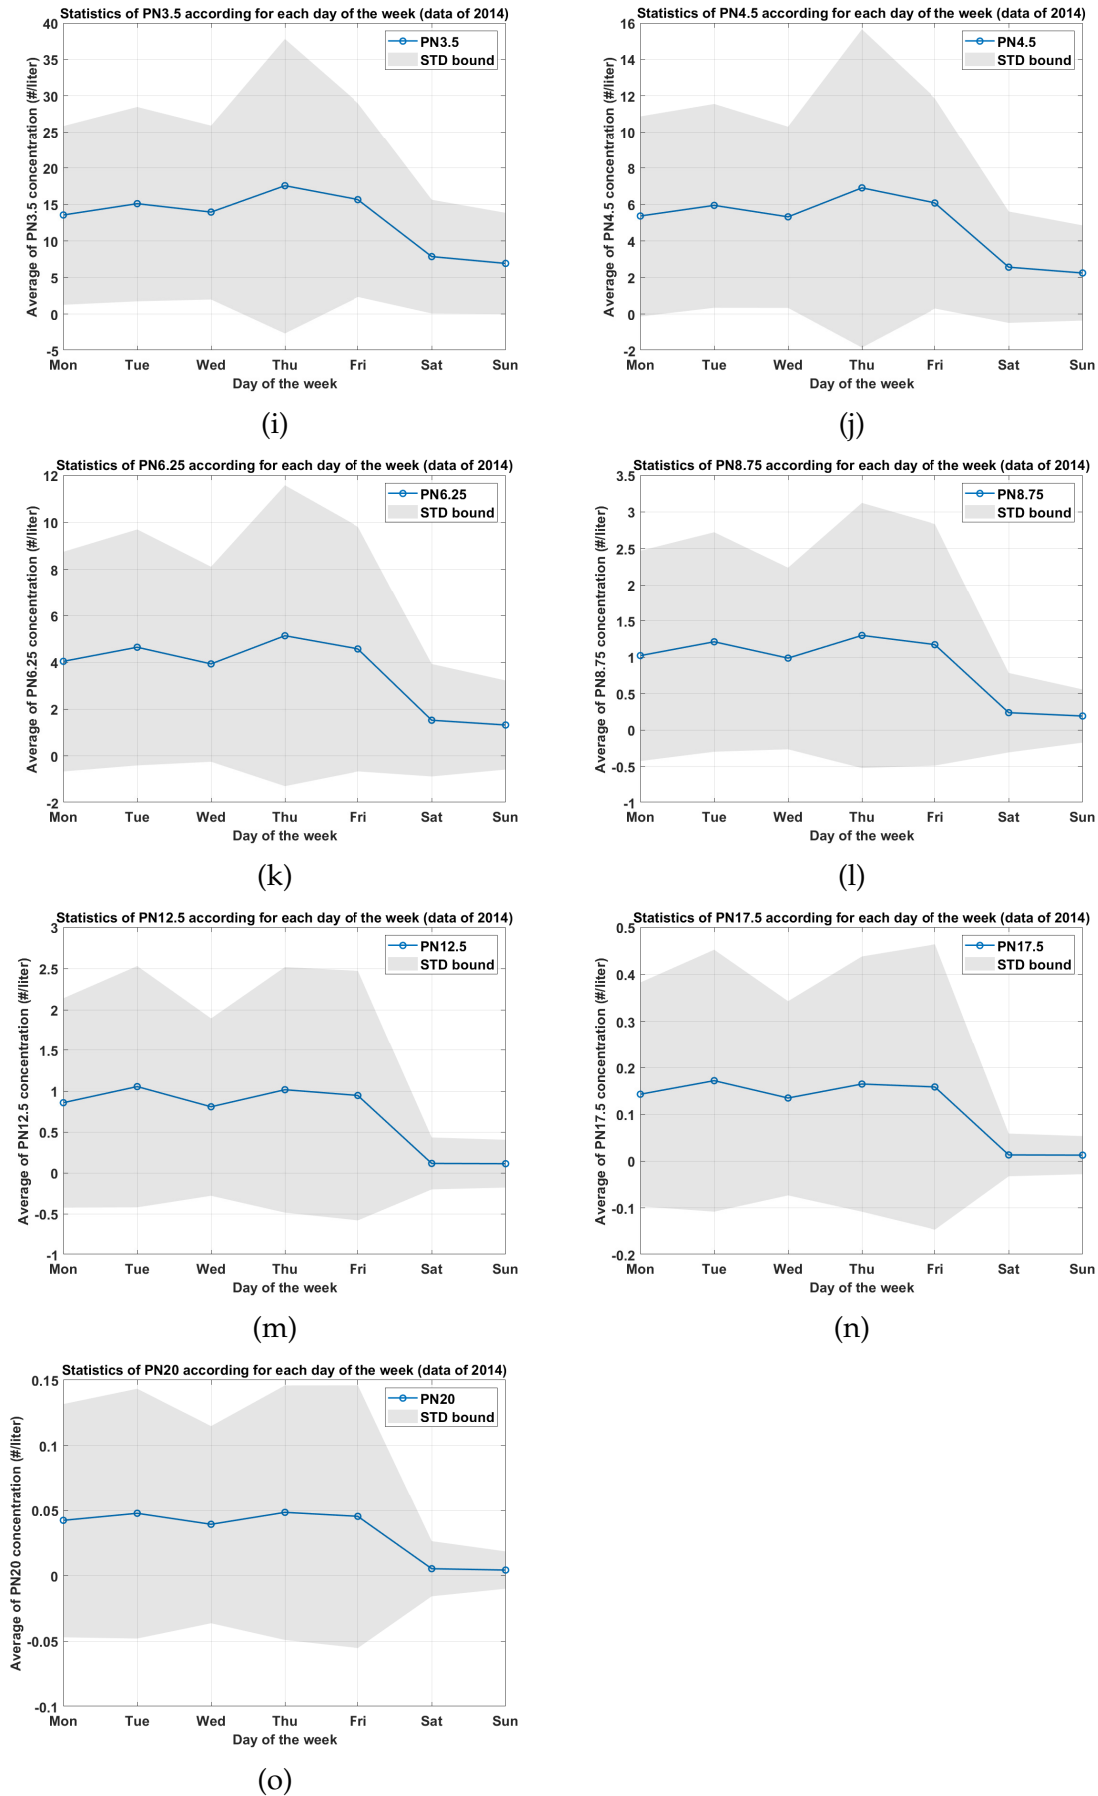 Statistics of PN3.5 according for each day of the week (data of 2014)
PN3.5
STD bound
Average of PN3.5 concentration (#/liter)
40
35
30
25
20
15
10
5
0
-5
Mon Tue Wed Thu Fri Sat Sun
Day of the week
(i)
Statistics of PN4.5 according for each day of the week (data of 2014)
PN4.5
STD bound
Average of PN4.5 concentration (#/liter)
16
14
12
10
8
6
4
2
0
-2
Mon Tue Wed Thu Fri Sat Sun
Day of the week
(j)
Statistics of PN6.25 according for each day of the week (data of 2014)
PN6.25
STD bound
Average of PN6.25 concentration (#/liter)
12
10
8
6
4
2
0
-2
Mon Tue Wed Thu Fri Sat Sun
Day of the week
(k)
Statistics of PN8.75 according for each day of the week (data of 2014)
PN8.75
STD bound
Average of PN8.75 concentration (#/liter)
3.5
3
2.5
2
1.5
1
0.5
0
-0.5
-1
Mon Tue Wed Thu Fri Sat Sun
Day of the week
(l)
Statistics of PN12.5 according for each day of the week (data of 2014)
PN12.5
STD bound
Average of PN12.5 concentration (#/liter)
3
2.5
2
1.5
1
0.5
0
-0.5
-1
Mon Tue Wed Thu Fri Sat Sun
Day of the week
(m)
Statistics of PN17.5 according for each day of the week (data of 2014)
PN17.5
STD bound
Average of PN17.5 concentration (#/liter)
0.5
0.4
0.3
0.2
0.1
0
-0.1
-0.2
Mon Tue Wed Thu Fri Sat Sun
Day of the week
(n)
Statistics of PN20 according for each day of the week (data of 2014)
PN20
STD bound
Average of PN20 concentration (#/liter)
0.15
0.1
0.05
0
-0.05
-0.1
Mon Tue Wed Thu Fri Sat Sun
Day of the week
(o)